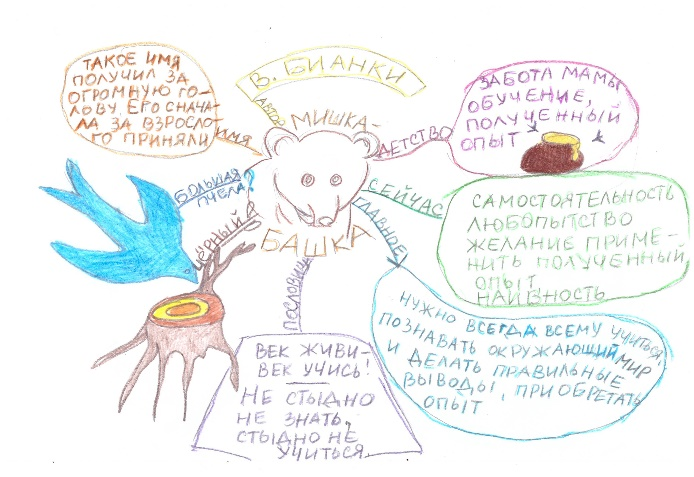 В. БИАНКИ
АВТОР
МИШКА-
БАШКА
ТАКОЕ ИМЯ
ПОЛУЧИЛ ЗА
ОГРОМНУЮ ГО-
ЛОВУ. ЕГО СНАЧА-
ЛА ЗА ВЗРОСЛО-
ГО ПРИНЯЛИ
ИМЯ
ДЕТСТВО
ЗАБОТА МАМЫ
ОБУЧЕНИЕ,
ПОЛУЧЕННЫЙ
ОПЫТ
БОЛЬШАЯ
ПЧЕЛА?
ЧЁРНЫЙ
СЕЙЧАС
САМОСТОЯТЕЛЬНОСТЬ
ЛЮБОПЫТСТВО
ЖЕЛАНИЕ ПРИМЕ-
НИТЬ ПОЛУЧЕННЫЙ
ОПЫТ
НАИВНОСТЬ
ГЛАВНОЕ
НУЖНО ВСЕГДА ВСЕМУ УЧИТЬСЯ,
ПОЗНАВАТЬ ОКРУЖАЮЩИЙ МИР
И ДЕЛАТЬ ПРАВИЛЬНЫЕ
ВЫВОДЫ, ПРИОБРЕТАТЬ
ОПЫТ
ПОСЛОВИЦЫ
ВЕК ЖИВИ-
ВЕК УЧИСЬ!
НЕ СТЫДНО
НЕ ЗНАТЬ,
СТЫДНО НЕ
УЧИТЬСЯ.